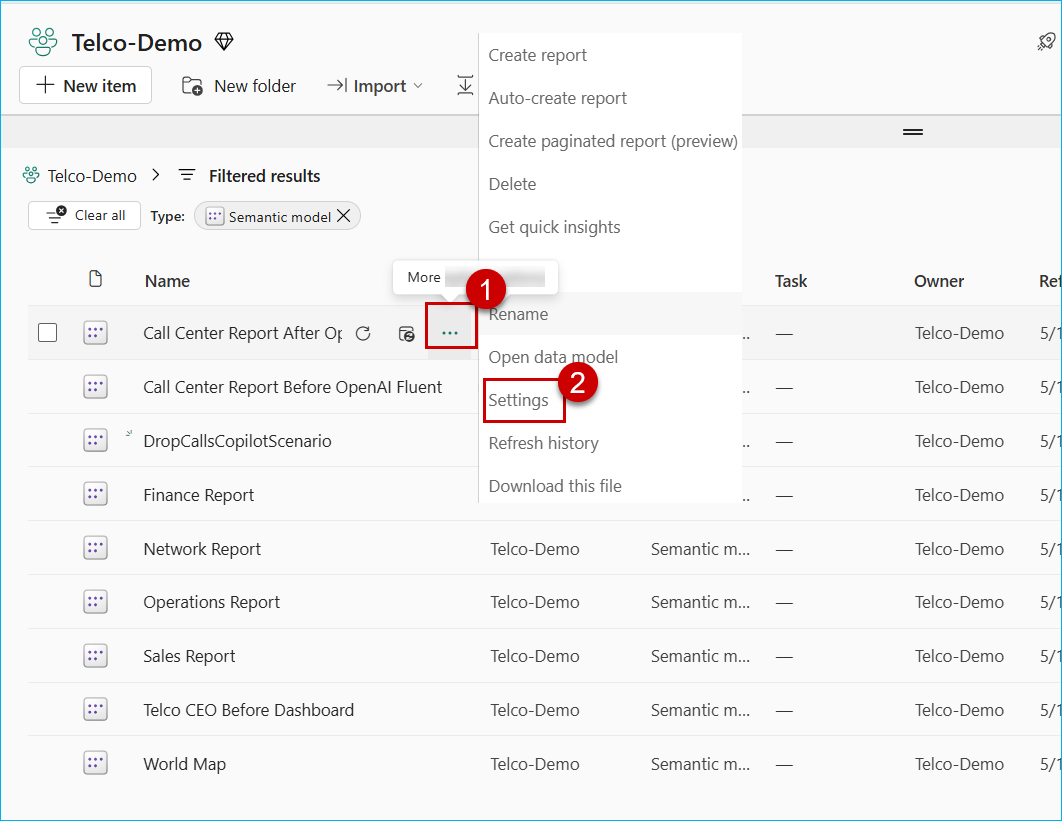 Telco-Demo
New item
New folder
Import
Create report
Auto-create report
Create paginated report (preview)
Delete
Get quick insights
Rename
Open data model
Settings
Refresh history
Download this file
1
2
Telco-Demo
Filtered results
Clear all
Type:
Semantic model
More
Name
Task
Owner
Call Center Report After
... — Telco-Demo 5/1
Call Center Report Before OpenAI Fluent
... — Telco-Demo 5/1
DropCallsCopilotScenario
... — Telco-Demo 5/1
Finance Report
... — Telco-Demo 5/1
Network Report Telco-Demo Semantic m... — Telco-Demo 5/1
Operations Report Telco-Demo Semantic m... — Telco-Demo 5/1
Sales Report Telco-Demo Semantic m... — Telco-Demo 5/1
Telco CEO Before Dashboard Telco-Demo Semantic m... — Telco-Demo 5/1
World Map Telco-Demo Semantic m... — Telco-Demo 5/1